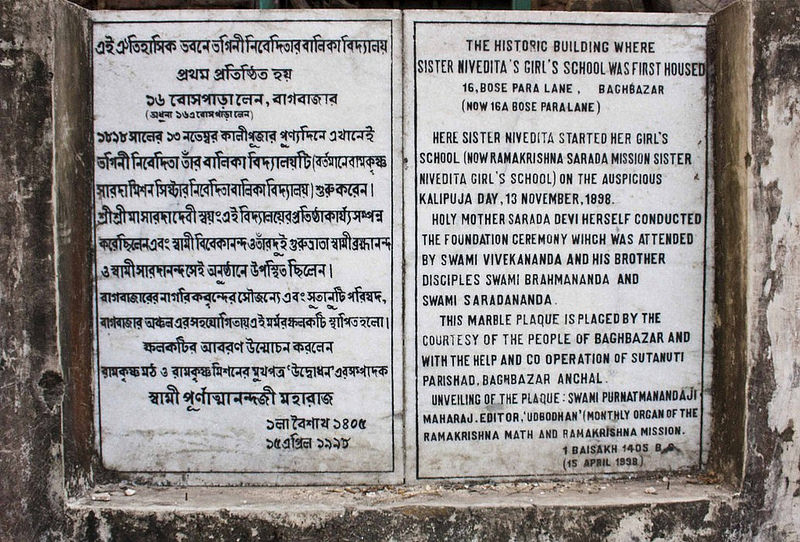 এই ঐতিহাসিক ভবনে ভগিনী নিবেদিতার বালিকা বিদ্যালয়
প্রথম প্রতিষ্ঠিত হয়
১৬ বোসপাড়া লেন, বাগবাজার
(অধুনা ১৬এ বোসপাড়া লেন)
১৮৯৮ সালের ১৩ নভেম্বর কালীপূজার পূণ্যদিনে এখানেই
ভগিনী নিবেদিতা তাঁর বালিকা বিদ্যালয়টি (বর্তমানে রামকৃষ্ণ
সারদা মিশন সিস্টার নিবেদিতা বালিকা বিদ্যালয়) শুরু করেন।
শ্রীশ্রীমা সারদাদেবী স্বয়ং এই বিদ্যালয়ের প্রতিষ্ঠাকার্য্য সম্পন্ন
করেছিলেন এবং স্বামী বিবেকানন্দ ও তাঁর দুই গুরুভ্রাতা স্বামী ব্রহ্মানন্দ
ও স্বামী সারদানন্দ সেই অনুষ্ঠানে উপস্থিত ছিলেন।
বাগবাজারের নাগরিকবৃন্দের সৌজন্যে এবং সুতানুটি পরিষদ,
বাগবাজার অঞ্চল এর সহযোগিতায় এই মর্মর ফলকটি স্থাপিত হলো।
ফলকটির আবরণ উন্মোচন করলেন
রামকৃষ্ণ মঠ ও রামকৃষ্ণ মিশনের মুখপত্র ‘উদ্বোধন’ এর সম্পাদক
স্বামী পূর্ণাত্মানন্দজী মহারাজ
১লা বৈশাখ ১৪০৫
১৫ এপ্রিল ১৯৯৮
THE HISTORIC BUILDING WHERE
SISTER NIVEDITA'S GIRL'S SCHOOL WAS FIRST HOUSED
16, BOSE PARA LANE, BAGHBAZAR
(NOW 16A BOSE PARA LANE)
HERE SISTER NIVEDITA STARTED HER GIRL'S
SCHOOL (NOW RAMAKRISHNA SARADA MISSION SISTER
NIVEDITA GIRL'S SCHOOL) ON THE AUSPICIOUS
KALIPUJA DAY, 13 NOVEMBER, 1898.
HOLY MOTHER SARADA DEVI HERSELF CONDUCTED
THE FOUNDATION CEREMONY WIHCH WAS ATTENDED
BY SWAMI VIVEKANANDA AND HIS BROTHER
DISCIPLES SWAMI BRAHMANANDA AND
SWAMI SARADANANDA.
THIS MARBLE PLAQUE IS PLACED BY THE
COURTESY OF THE PEOPLE OF BAGHBAZAR AND
WITH THE HELP AND CO OPERATION OF SUTANUTI
PARISHAD, BAGHBAZAR ANCHAL.
UNVEILING OF THE PLAQUE : SWAMI PURNATMANANDAJI
MAHARAJ. EDITOR, 'UDBODHAN' (MONTHLY ORGAN OF THE
RAMAKRISHNA MATH AND RAMAKRISHNA MISSION.
1 BAISAKH 1405 B.S
(15 APRIL 1998)